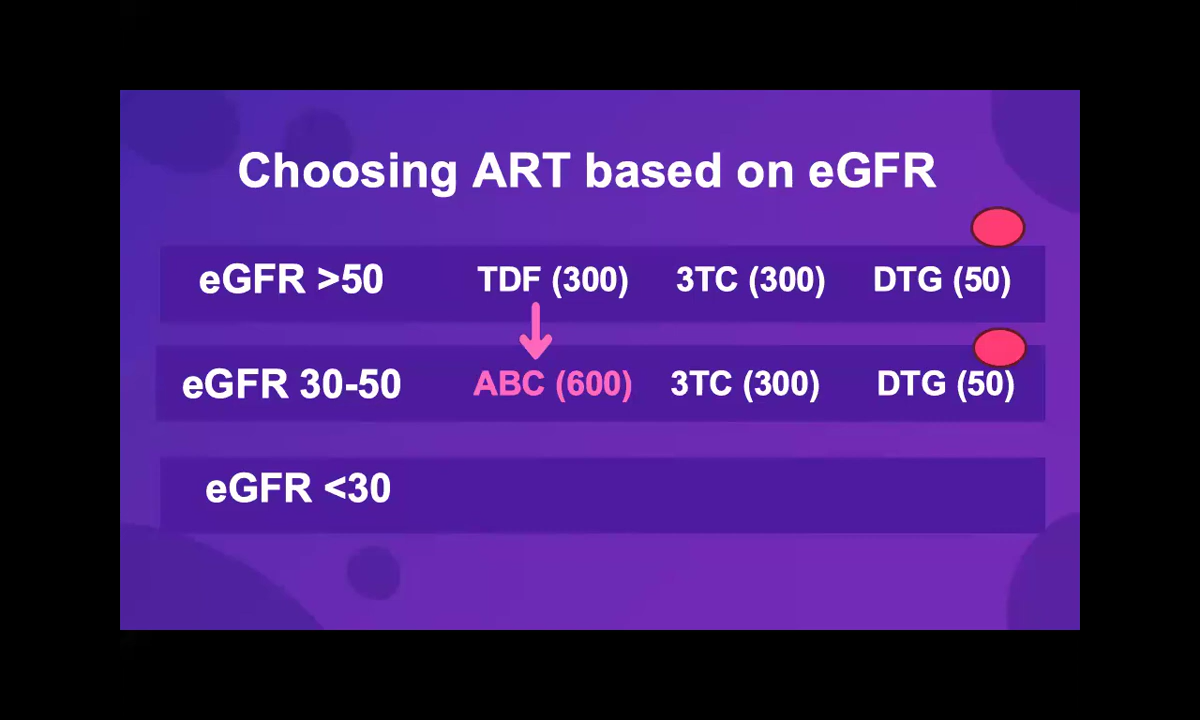 Choosing ART based on eGFR
eGFR >50 TDF (300) 3TC (300) DTG (50)
eGFR 30-50 ABC (600) 3TC (300) DTG (50)
eGFR <30